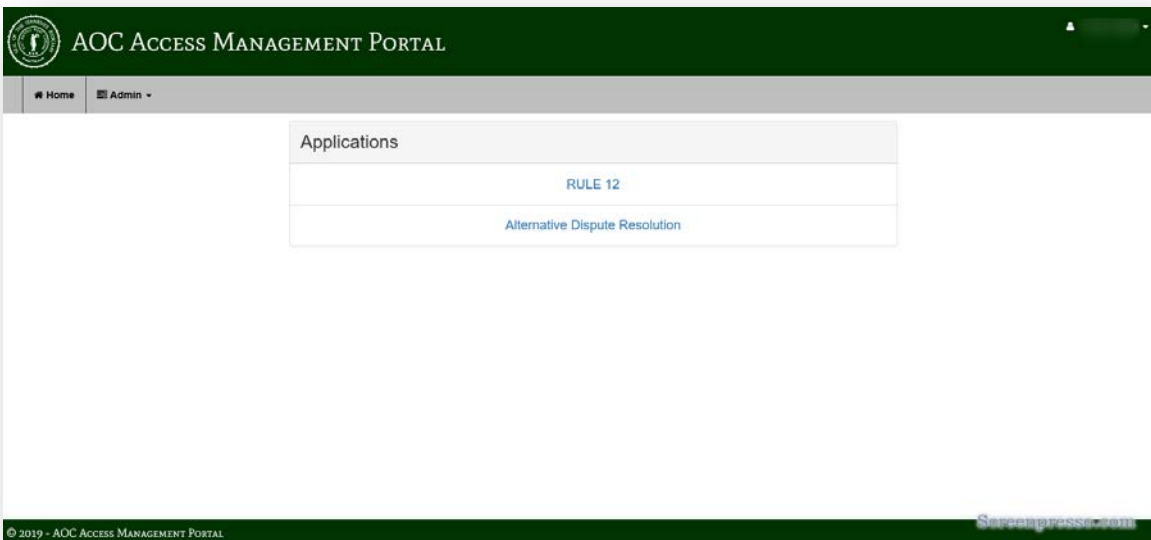 AOC Access Management Portal
Home Admin
Applications
RULE 12
Alternative Dispute Resolution
© 2019 - AOC Access Management Portal
Screenpresso.com